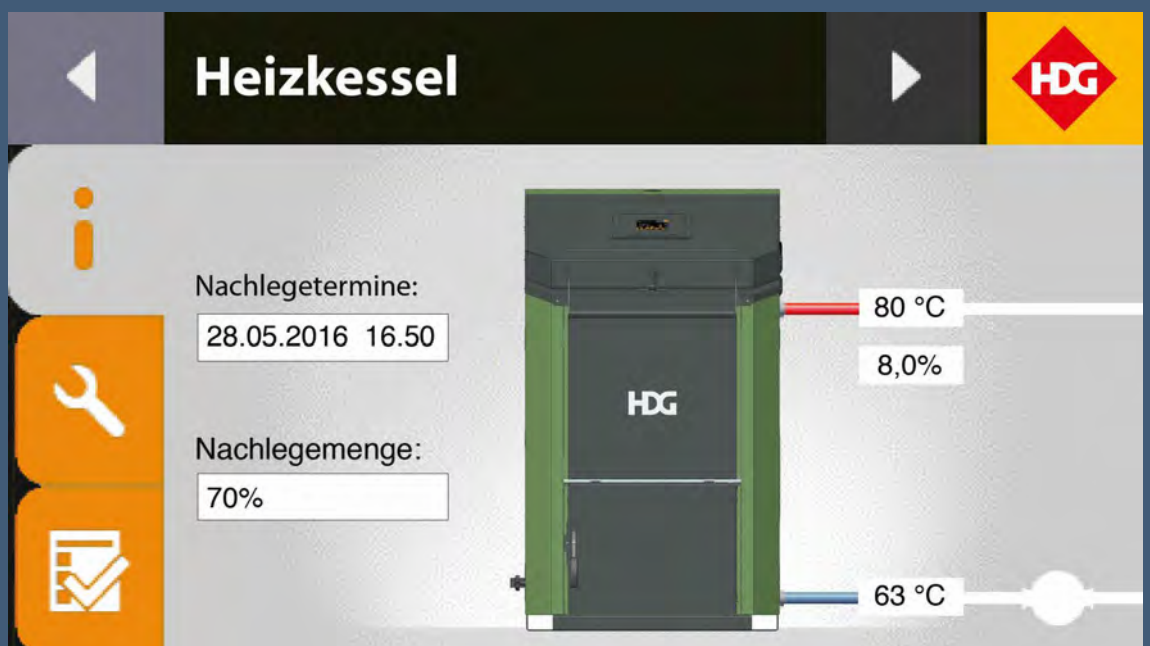 Heizkessel
HDG
Nachlegetermine:
28.05.2016 16.50
80 °C
8,0%
HDG
Nachlegemenge:
70%
63 °C